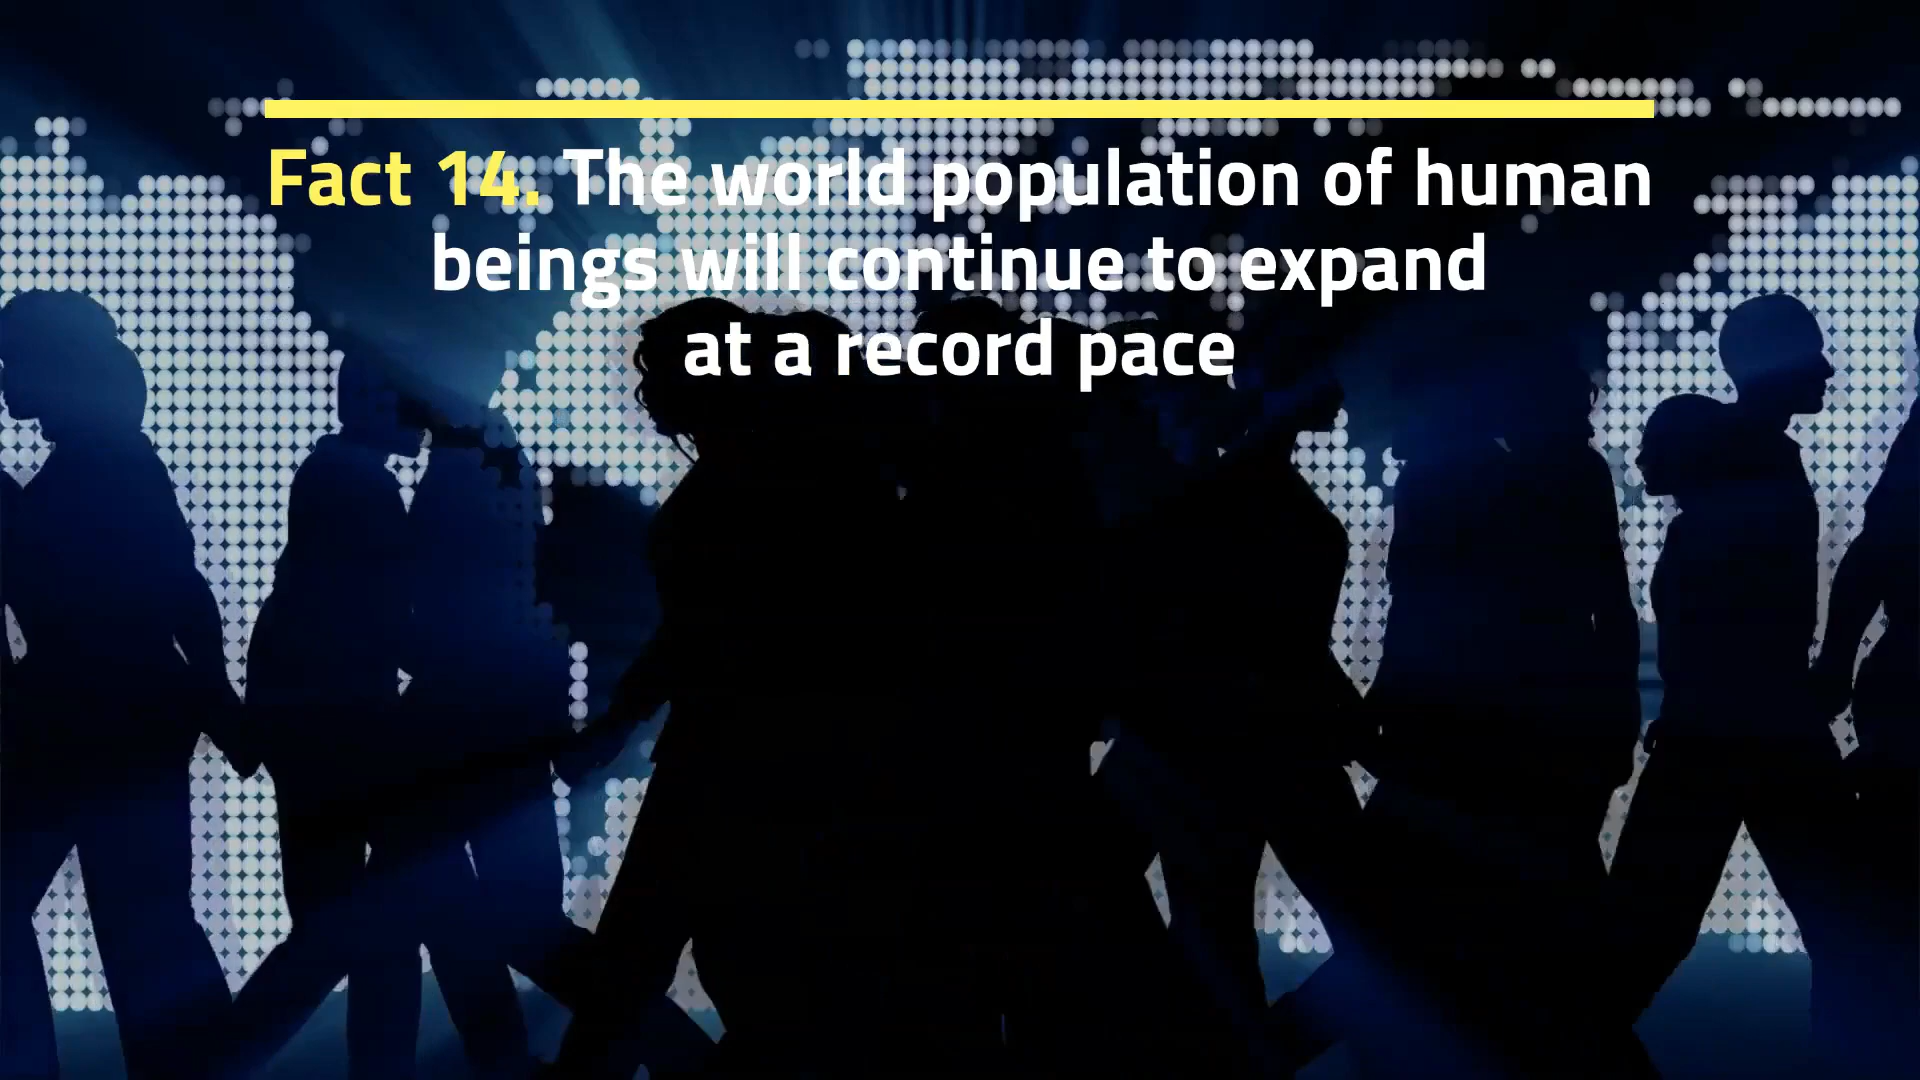 Fact 14. The world population of human
beings will continue to expand
at a record pace